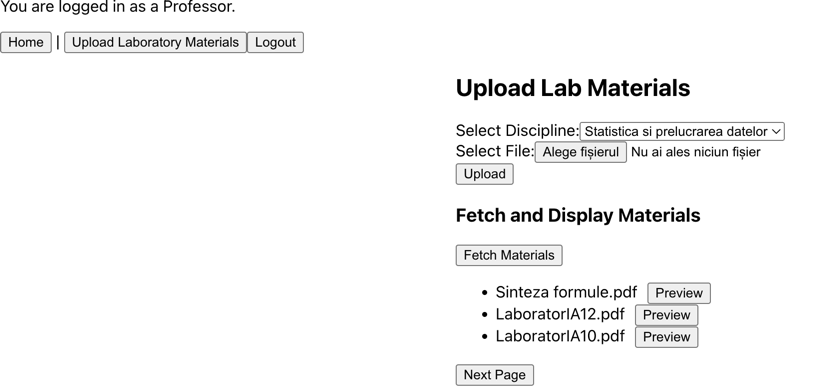 You are logged in as a Professor.
Home | Upload Laboratory Materials Logout
Upload Lab Materials
Select Discipline: Statistica si prelucrarea datelor
Select File: Alege fișierul Nu ai ales niciun fișier
Upload
Fetch and Display Materials
Fetch Materials
• Sinteza formule.pdf Preview
• LaboratorIA12.pdf Preview
• LaboratorIA10.pdf Preview
Next Page